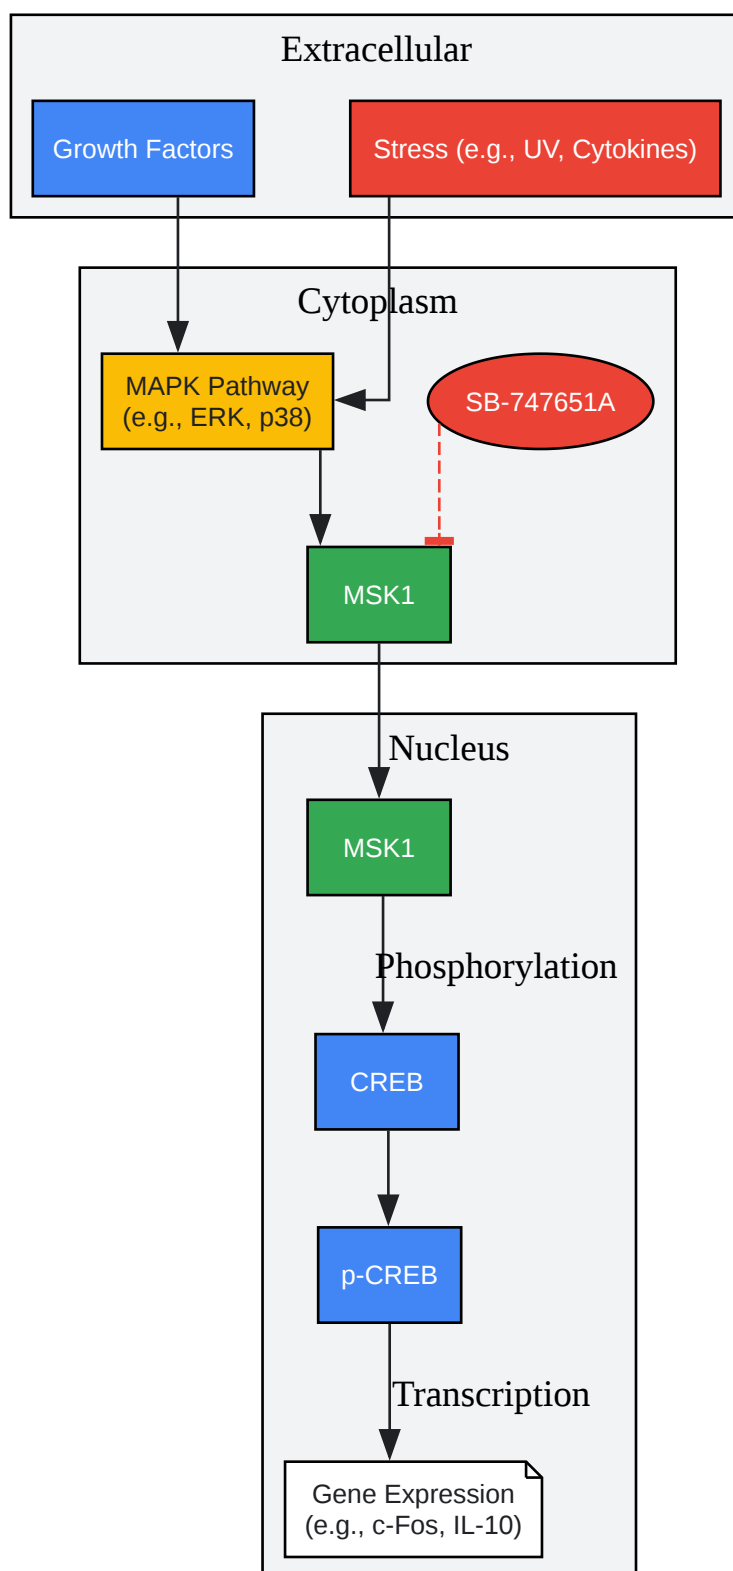 Extracellular
Growth Factors
Stress (e.g., UV, Cytokines)
Cytoplasm
MAPK Pathway
(e.g., ERK, p38)
SB-747651A
MSK1
Nucleus
MSK1
Phosphorylation
CREB
p-CREB
Transcription
Gene Expression
(e.g., c-Fos, IL-10)